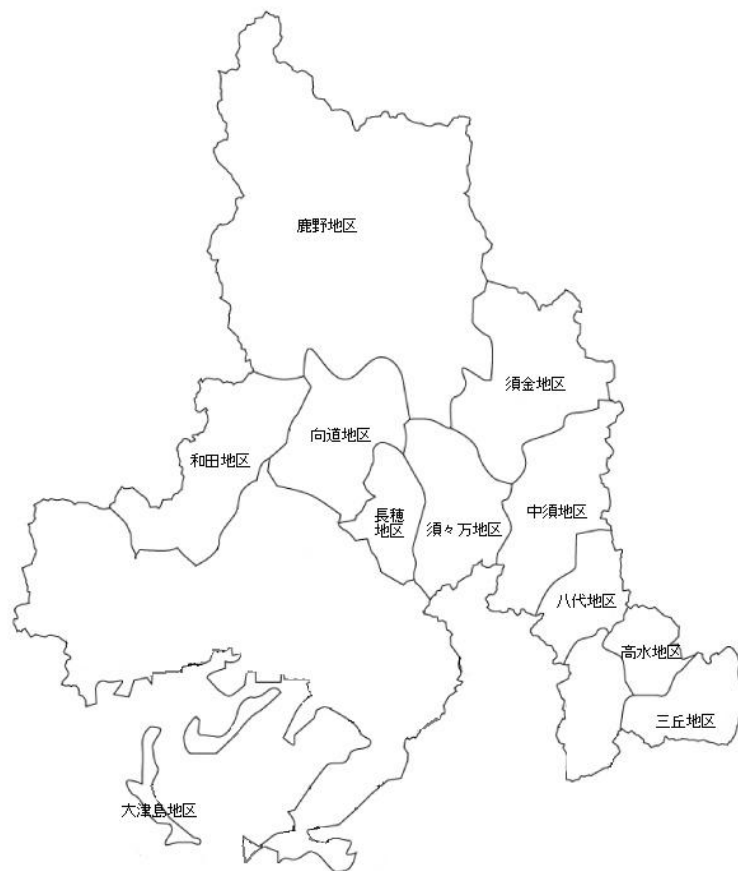 鹿野地区
須金地区
向道地区
和田地区
長穂
地区
須々万地区
中須地区
八代地区
高水地区
三丘地区
大津島地区